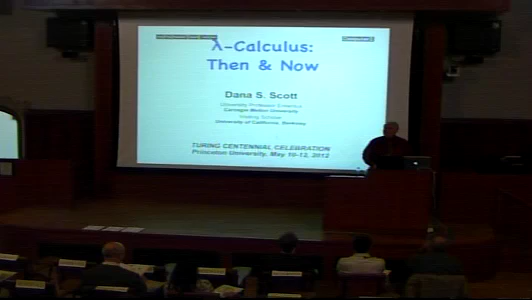 λ-Calculus:
Then & Now
Dana S. Scott
University Professor Emeritus
Carnegie Mellon University
Visiting Scholar
University of California, Berkeley
TURING CENTENNIAL CELEBRATION
Princeton University, May 10-12, 2012